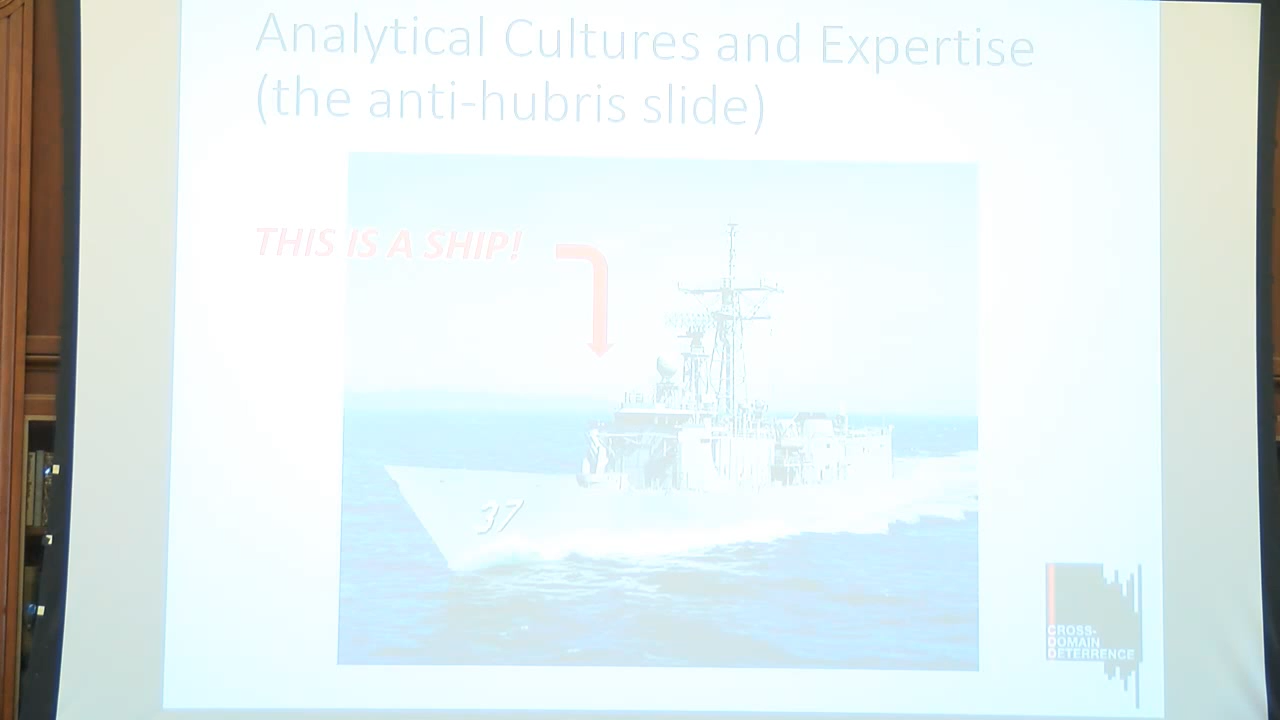 Analytical Cultures and Expertise
(the anti-hubris slide)
THIS IS A SHIP!
37
CROSS-
DOMAIN
DETERRENCE